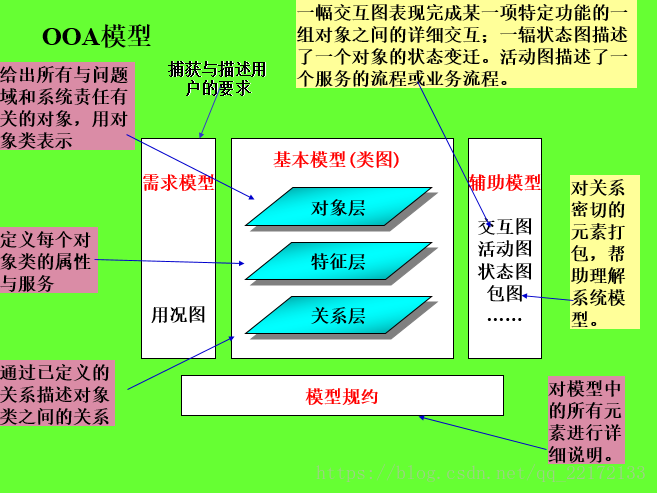 OOA模型
一幅交互图表现完成某一项特定功能的一
组对象之间的详细交互；一辐状态图描述
了一个对象的状态变迁。活动图描述了一
个服务的流程或业务流程。
给出所有与问题
域和系统责任有
关的对象，用对
象类表示
捕获与描述用
户的要求
需求模型
用况图
基本模型(类图)
对象层
特征层
关系层
辅助模型
交互图
活动图
状态图
包图
……
对关系
密切的
元素打
包，帮
助理解
系统模
型。
定义每个对
象类的属性
与服务
通过已定义的
关系描述对象
类之间的关系
模型规约
对模型中
的所有元
素进行详
细说明。